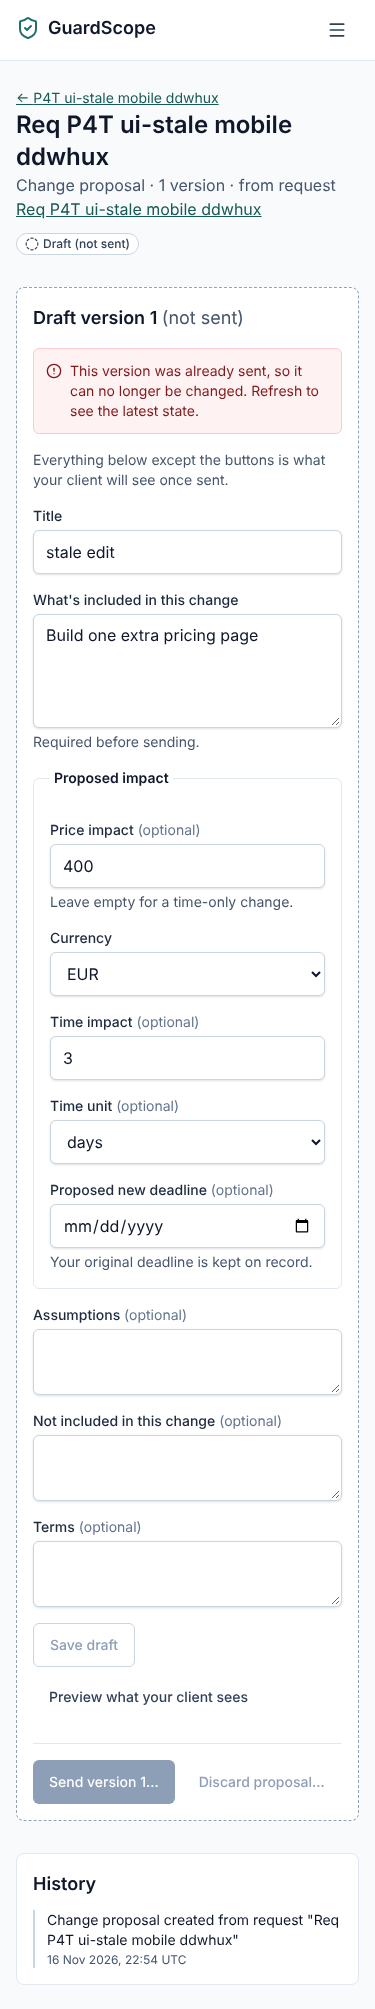 GuardScope
← P4T ui-stale mobile ddwhux
Req P4T ui-stale mobile
ddwhux
Change proposal · 1 version · from request
Req P4T ui-stale mobile ddwhux
Draft (not sent)
Draft version 1 (not sent)
This version was already sent, so it
can no longer be changed. Refresh to
see the latest state.
Everything below except the buttons is what
your client will see once sent.
Title
stale edit
What's included in this change
Build one extra pricing page
Required before sending.
Proposed impact
Price impact (optional)
400
Leave empty for a time-only change.
Currency
EUR
Time impact (optional)
3
Time unit (optional)
days
Proposed new deadline (optional)
mm/dd/yyyy
Your original deadline is kept on record.
Assumptions (optional)
Not included in this change (optional)
Terms (optional)
Save draft
Preview what your client sees
Send version 1...
Discard proposal...
History
Change proposal created from request "Req
P4T ui-stale mobile ddwhux"
16 Nov 2026, 22:54 UTC